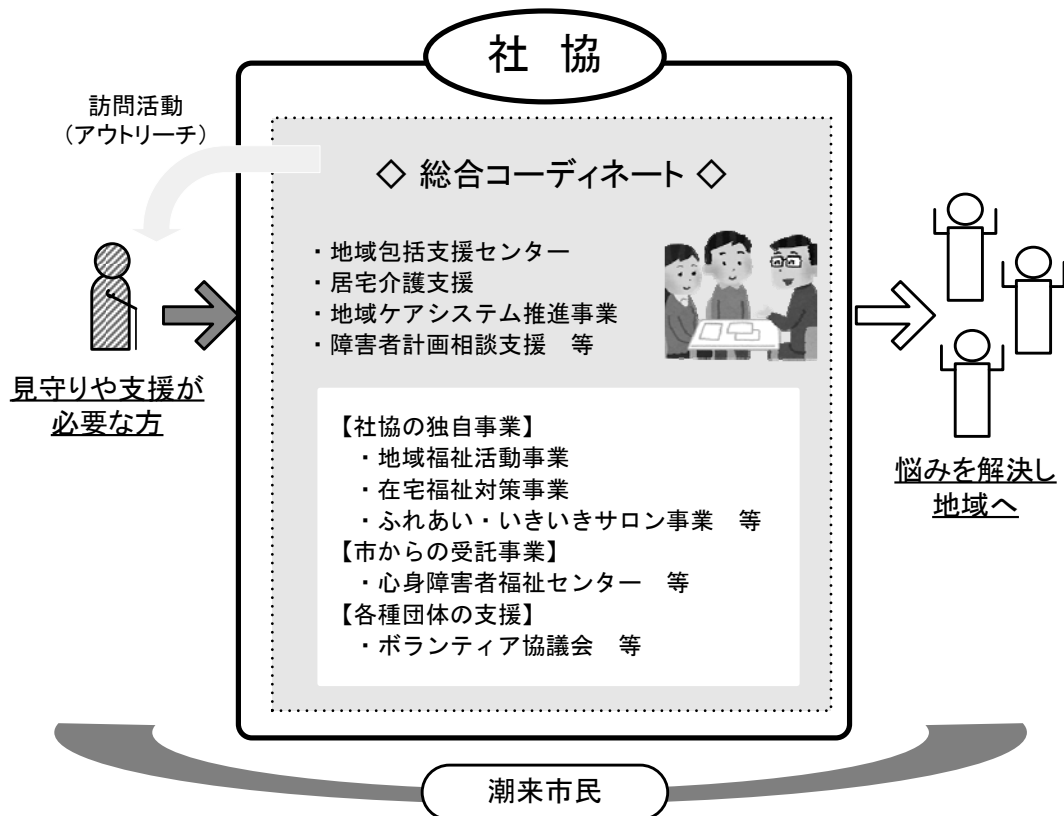 社 協
訪問活動
(アウトリーチ)
◇ 総合コーディネート ◇
・地域包括支援センター
・居宅介護支援
・地域ケアシステム推進事業
・障害者計画相談支援 等
見守りや支援が
必要な方
【社協の独自事業】
・地域福祉活動事業
・在宅福祉対策事業
・ふれあい・いきいきサロン事業 等
【市からの受託事業】
・心身障害者福祉センター 等
【各種団体の支援】
・ボランティア協議会 等
悩みを解決し
地域へ
潮来市民